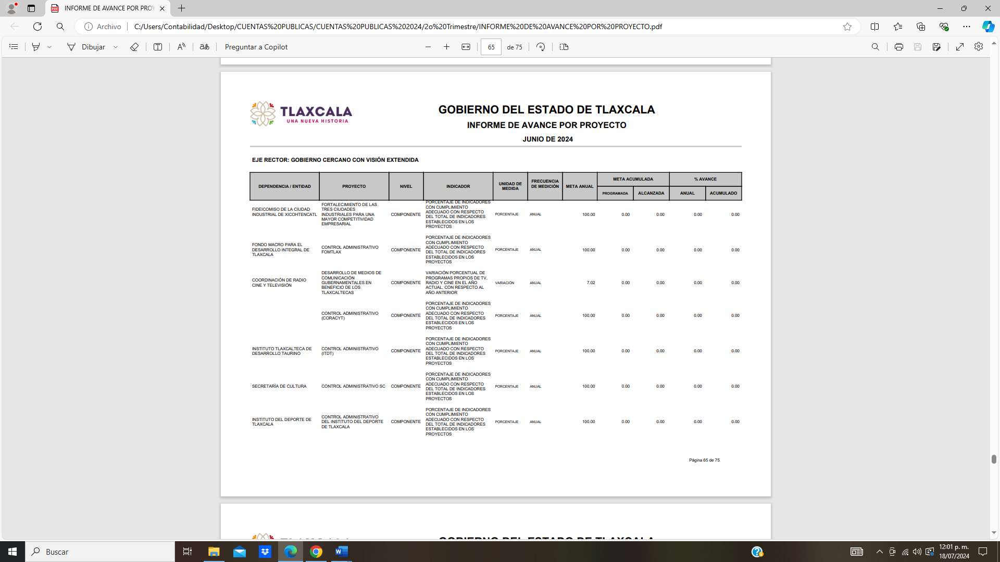 INFORME DE AVANCE POR PROY
Archivo
C:/Users/Contabilidad/Desktop/CUENTAS%20PUBLICAS/CUENTAS%20PUBLICAS%202024/2o%20Trimestre/INFORME%20DE%20AVANCE%20POR%20PROYECTO.pdf
Dibujar
aあ
Preguntar a Copilot
65 de 75
TLAXCALA
UNA NUEVA HISTORIA
GOBIERNO DEL ESTADO DE TLAXCALA
INFORME DE AVANCE POR PROYECTO
JUNIO DE 2024
EJE RECTOR: GOBIERNO CERCANO CON VISIÓN EXTENDIDA
DEPENDENCIA / ENTIDAD
PROYECTO
NIVEL
INDICADOR
UNIDAD DE
MEDIDA
FRECUENCIA
DE MEDICIÓN
META ANUAL
META ACUMULADA
PROGRAMADA
ALCANZADA
% AVANCE
ANUAL
ACUMULADO
FIDEICOMISO DE LA CIUDAD
INDUSTRIAL DE XICOHTENCATL
FORTALECIMIENTO DE LAS
TRES CIUDADES
INDUSTRIALES PARA UNA
MAYOR COMPETITIVIDAD
EMPRESARIAL
COMPONENTE
PORCENTAJE DE INDICADORES
CON CUMPLIMIENTO
ADECUADO CON RESPECTO
DEL TOTAL DE INDICADORES
ESTABLECIDOS EN LOS
PROYECTOS
PORCENTAJE
ANUAL
100.00
0.00
0.00
0.00
0.00
FONDO MACRO PARA EL
DESARROLLO INTEGRAL DE
TLAXCALA
CONTROL ADMINISTRATIVO
FOMTLAX
COMPONENTE
PORCENTAJE DE INDICADORES
CON CUMPLIMIENTO
ADECUADO CON RESPECTO
DEL TOTAL DE INDICADORES
ESTABLECIDOS EN LOS
PROYECTOS
PORCENTAJE
ANUAL
100.00
0.00
0.00
0.00
0.00
COORDINACIÓN DE RADIO
CINE Y TELEVISIÓN
DESARROLLO DE MEDIOS DE
COMUNICACIÓN
GUBERNAMENTALES EN
BENEFICIO DE LOS
TLAXCALTECAS
COMPONENTE
VARIACIÓN PORCENTUAL DE
PROGRAMAS PROPIOS DE TV,
RADIO Y CINE EN EL AÑO
ACTUAL, CON RESPECTO AL
AÑO ANTERIOR
VARIACIÓN
ANUAL
7.02
0.00
0.00
0.00
0.00
CONTROL ADMINISTRATIVO
(CORACYT)
COMPONENTE
PORCENTAJE DE INDICADORES
CON CUMPLIMIENTO
ADECUADO CON RESPECTO
DEL TOTAL DE INDICADORES
ESTABLECIDOS EN LOS
PROYECTOS
PORCENTAJE
ANUAL
100.00
0.00
0.00
0.00
0.00
INSTITUTO TLAXCALTECA DE
DESARROLLO TAURINO
CONTROL ADMINISTRATIVO
(ITDT)
COMPONENTE
PORCENTAJE DE INDICADORES
CON CUMPLIMIENTO
ADECUADO CON RESPECTO
DEL TOTAL DE INDICADORES
ESTABLECIDOS EN LOS
PROYECTOS
PORCENTAJE
ANUAL
100.00
0.00
0.00
0.00
0.00
SECRETARÍA DE CULTURA
CONTROL ADMINISTRATIVO SC
COMPONENTE
PORCENTAJE DE INDICADORES
CON CUMPLIMIENTO
ADECUADO CON RESPECTO
DEL TOTAL DE INDICADORES
ESTABLECIDOS EN LOS
PROYECTOS
PORCENTAJE
ANUAL
100.00
0.00
0.00
0.00
0.00
INSTITUTO DEL DEPORTE DE
TLAXCALA
CONTROL ADMINISTRATIVO
DEL INSTITUTO DEL DEPORTE
DE TLAXCALA
COMPONENTE
PORCENTAJE DE INDICADORES
CON CUMPLIMIENTO
ADECUADO CON RESPECTO
DEL TOTAL DE INDICADORES
ESTABLECIDOS EN LOS
PROYECTOS
PORCENTAJE
ANUAL
100.00
0.00
0.00
0.00
0.00
Página 65 de 75
GOBIERNO DEL ESTADO DE TLAXCALA
Buscar
12:01 p. m.
18/07/2024